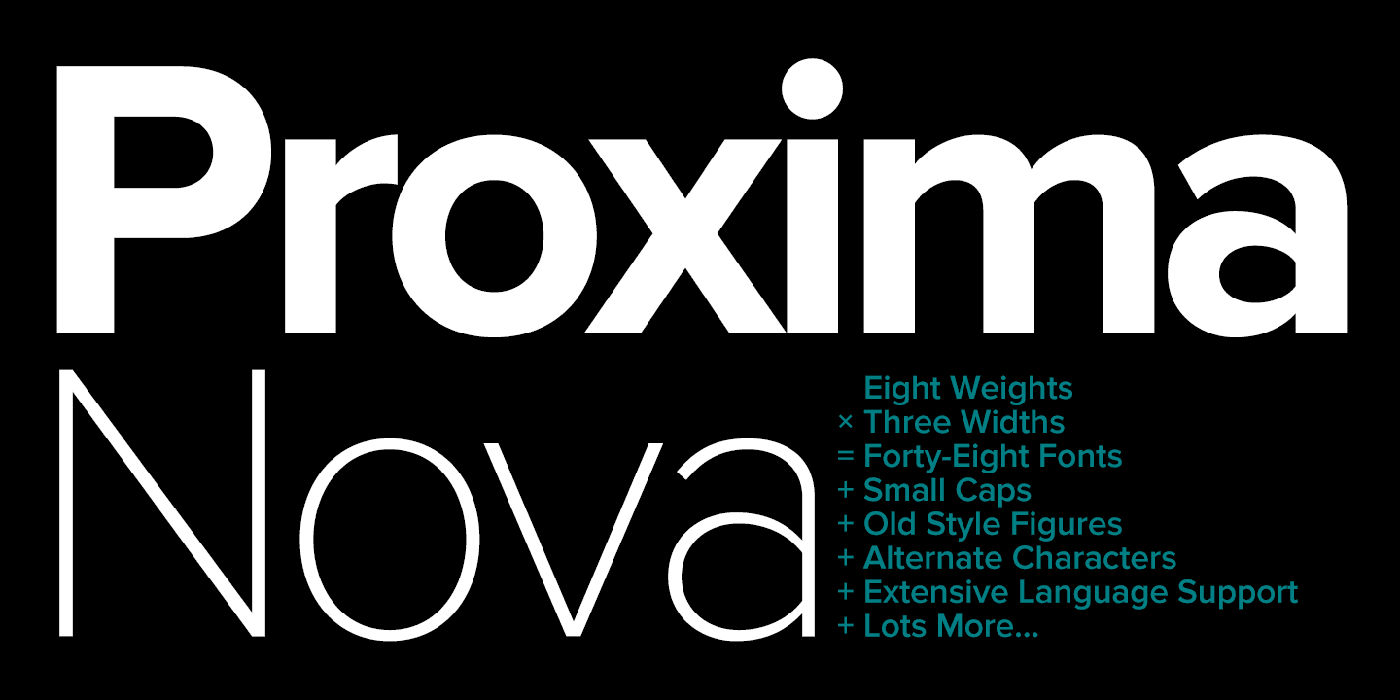 Proxima
Nova
Eight Weights
× Three Widths
= Forty-Eight Fonts
+ Small Caps
+ Old Style Figures
+ Alternate Characters
+ Extensive Language Support
+ Lots More...